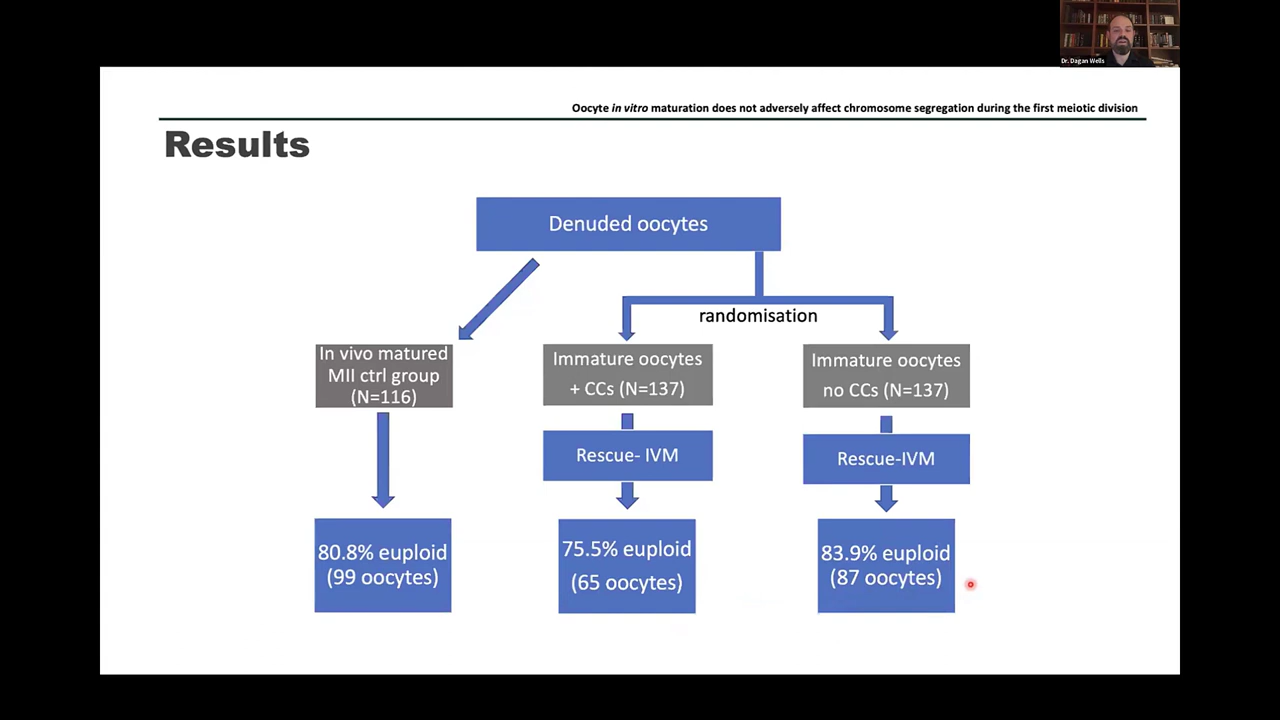 Dr. Dagan Wells
Oocyte in vitro maturation does not adversely affect chromosome segregation during the first meiotic division
Results
Denuded oocytes
randomisation
In vivo matured
MII ctrl group
(N=116)
Immature oocytes
+ CCs (N=137)
Immature oocytes
no CCs (N=137)
Rescue- IVM
Rescue-IVM
80.8% euploid
(99 oocytes)
75.5% euploid
(65 oocytes)
83.9% euploid
(87 oocytes)